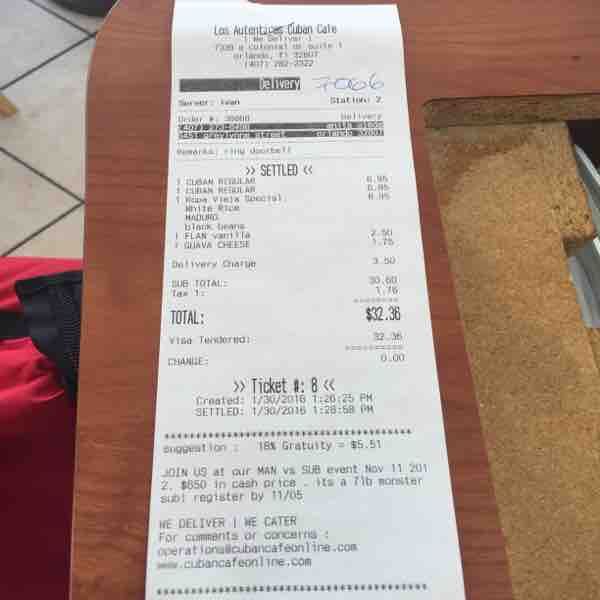 Los Autenticos Cuban Cafe
! We Deliver !
7339 e colonial dr suite 1
orlando, fl 32807
(407) 282-2322
Delivery 7066
Server: ivan Station: 2
Order #: Delivery
greylynne street orlando
Remarks: ring doorbell
>> SETTLED <<
1 CUBAN REGULAR 6.95
1 CUBAN REGULAR 6.95
1 Ropa Vieja Special 8.95
White Rice
MADURO
black beans
1 FLAN vanilla 2.50
1 GUAVA CHEESE 1.75
Delivery Charge 3.50
SUB TOTAL: 30.60
Tax 1: 1.76
TOTAL: $32.36
Visa Tendered: 32.36
CHANGE: 0.00
>> Ticket #: 8 <<
Created: 1/30/2016 1:26:25 PM
SETTLED: 1/30/2016 1:28:58 PM
suggestion : 18% Gratuity = $5.51
JOIN US at our MAN vs SUB event Nov 11 201
2. $650 in cash price . its a 7lb monster
sub! register by 11/05
WE DELIVER | WE CATER
For comments or concerns :
operations@cubancafeonline.com
www.cubancafeonline.com